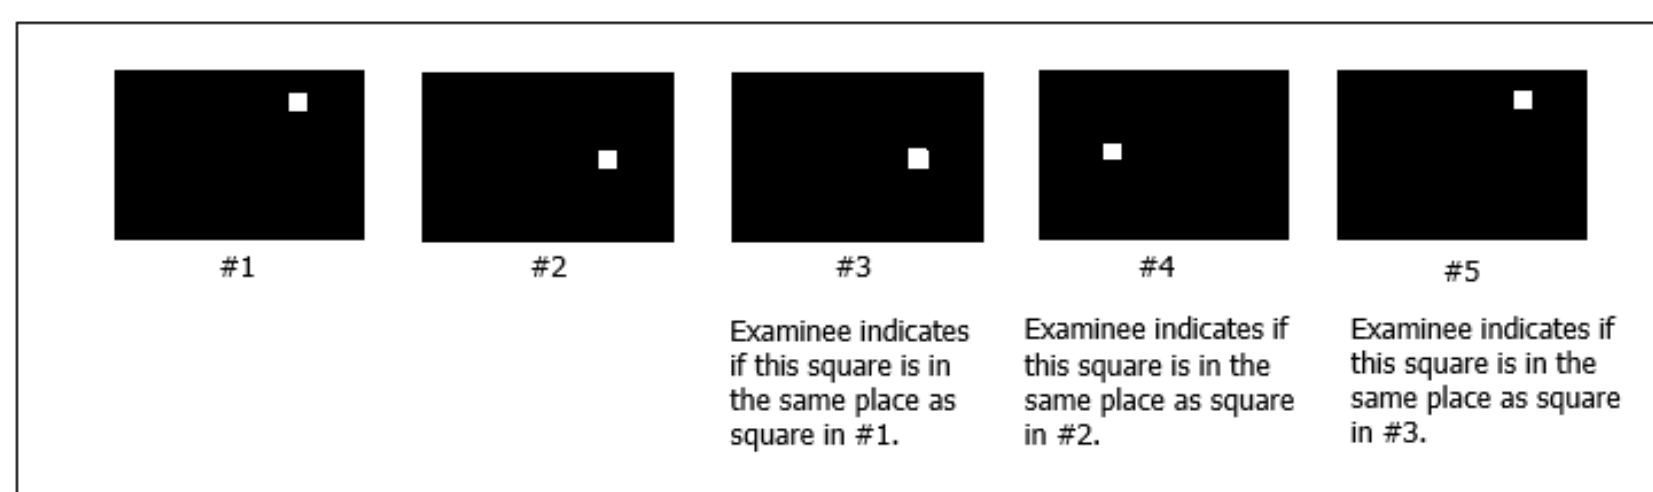 #1
#2
#3
#4
#5
Examinee indicates
if this square is in
the same place as
square in #1.
Examinee indicates if
this square is in the
same place as square
in #2.
Examinee indicates if
this square is in the
same place as square
in #3.